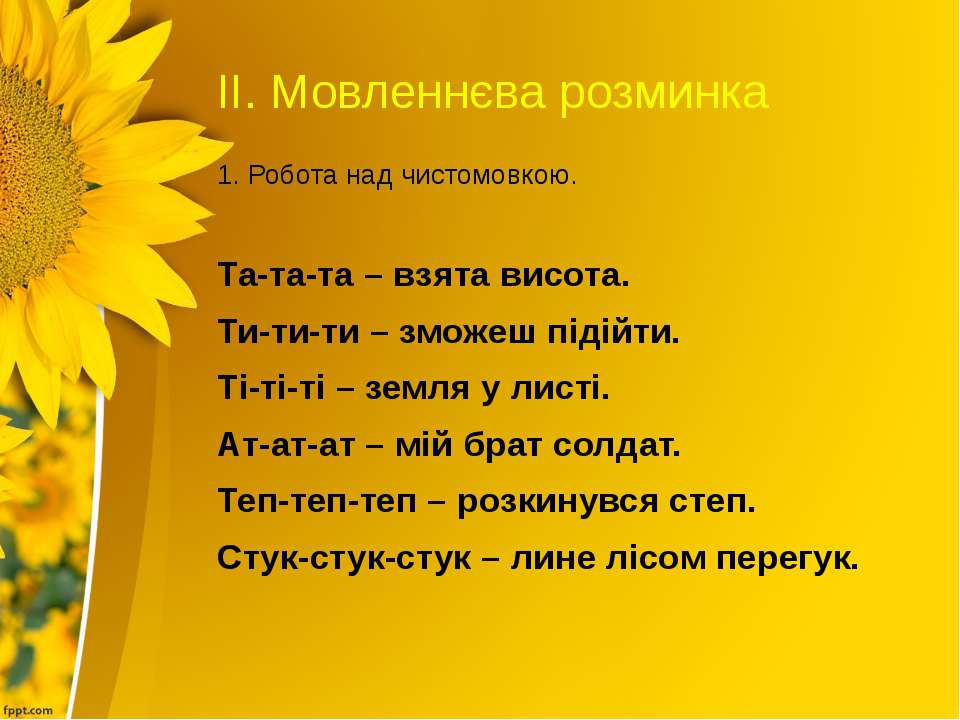 II. Мовленнєва розминка
1. Робота над чистомовкою.
Та-та-та – взята висота.
Ти-ти-ти – зможеш підійти.
Ті-ті-ті – земля у листі.
Ат-ат-ат – мій брат солдат.
Теп-теп-теп – розкинувся степ.
Стук-стук-стук – лине лісом перегук.
fppt.com